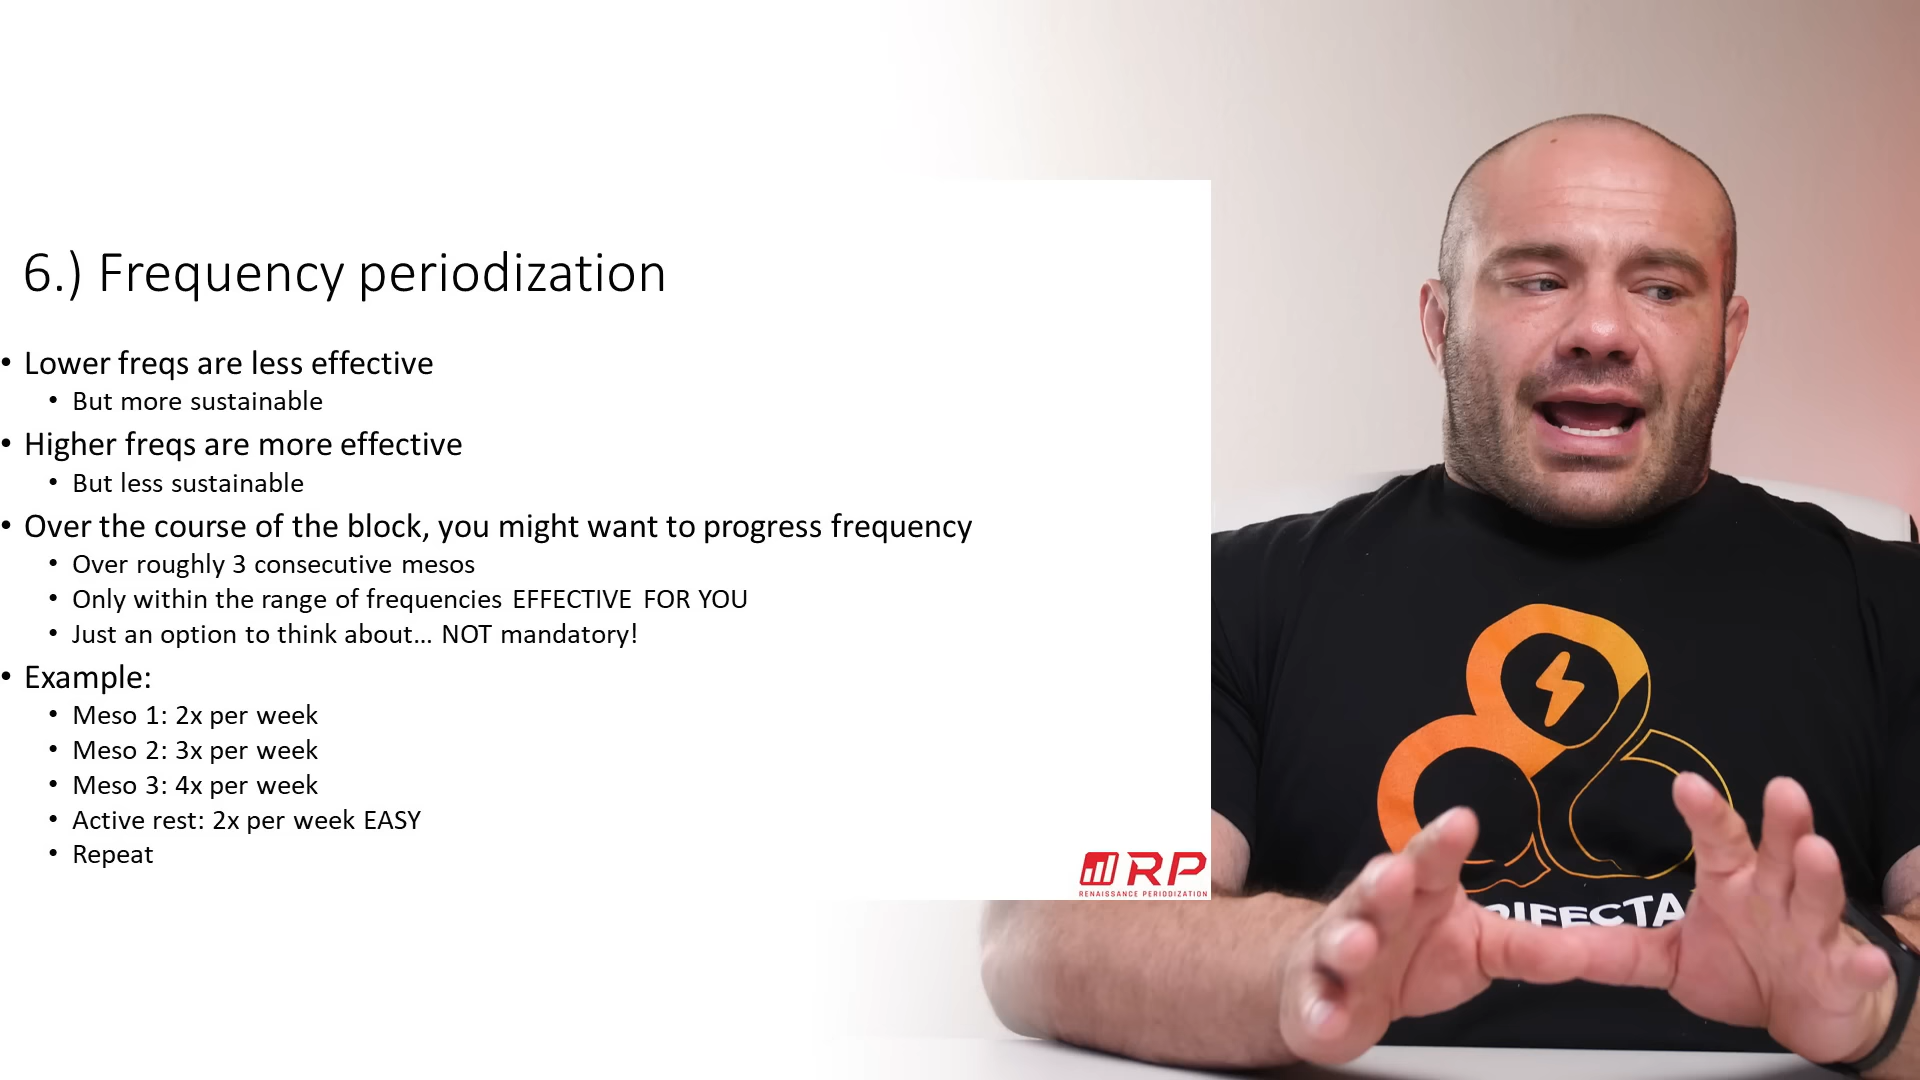 6.) Frequency periodization
• Lower freqs are less effective
• But more sustainable
• Higher freqs are more effective
• But less sustainable
• Over the course of the block, you might want to progress frequency
• Over roughly 3 consecutive mesos
• Only within the range of frequencies EFFECTIVE FOR YOU
• Just an option to think about... NOT mandatory!
• Example:
• Meso 1: 2x per week
• Meso 2: 3x per week
• Meso 3: 4x per week
• Active rest: 2x per week EASY
• Repeat
RP
RENAISSANCE PERIODIZATION
RIFECTA